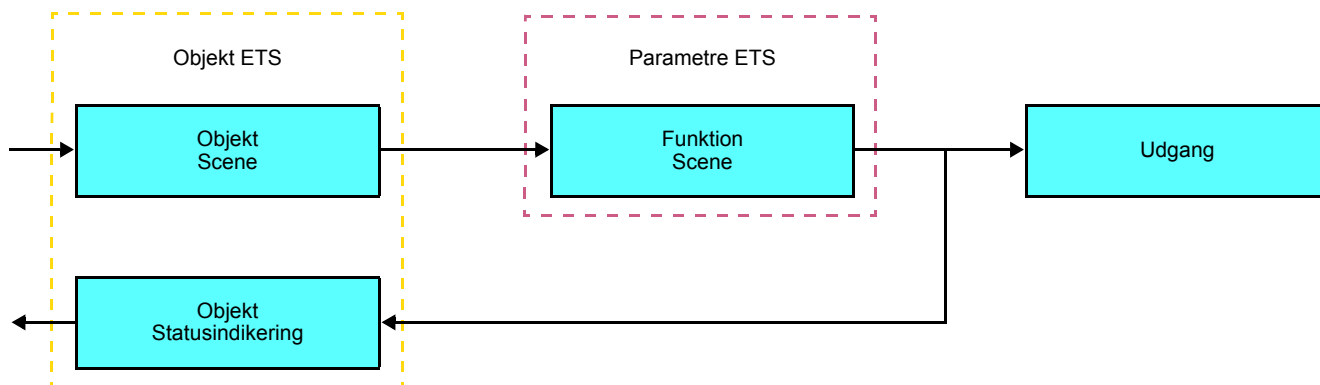 Objekt ETS
Parametre ETS
Objekt
Scene
Funktion
Scene
Udgang
Objekt
Statusindikering